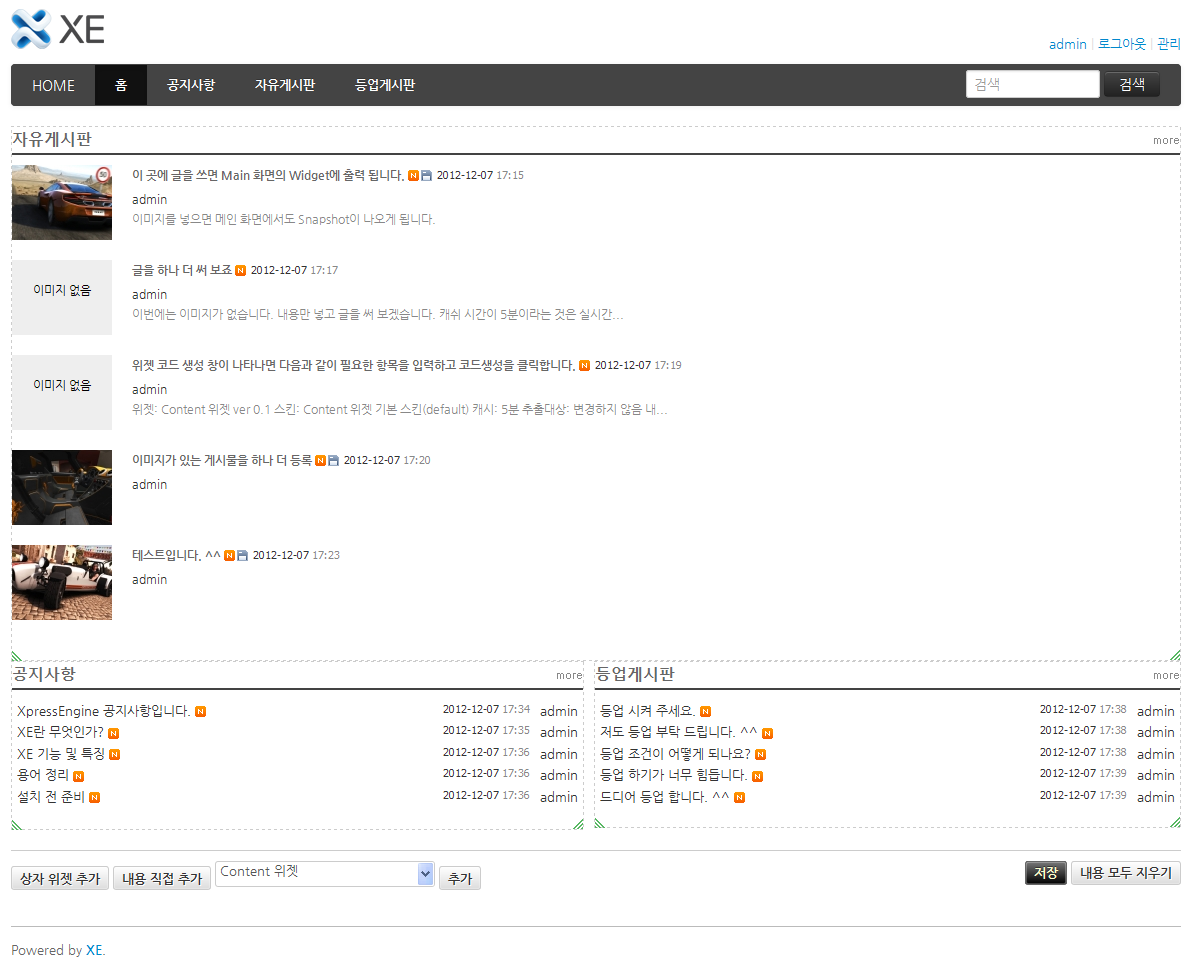 XE
admin | 로그아웃 | 관리
HOME 홈 공지사항 자유게시판 등업게시판 검색 검색
자유게시판 more
50
이 곳에 글을 쓰면 Main 화면의 Widget에 출력 됩니다. N 2012-12-07 17:15
admin
이미지를 넣으면 메인 화면에서도 Snapshot이 나오게 됩니다.
이미지 없음
글을 하나 더 써 보죠 N 2012-12-07 17:17
admin
이번에는 이미지가 없습니다. 내용만 넣고 글을 써 보겠습니다. 캐쉬 시간이 5분이라는 것은 실시간...
이미지 없음
위젯 코드 생성 창이 나타나면 다음과 같이 필요한 항목을 입력하고 코드생성을 클릭합니다. N 2012-12-07 17:19
admin
위젯: Content 위젯 ver 0.1 스킨: Content 위젯 기본 스킨(default) 캐시: 5분 추출대상: 변경하지 않음 내...
이미지가 있는 게시물을 하나 더 등록 N 2012-12-07 17:20
admin
테스트입니다. ^^ N 2012-12-07 17:23
admin
공지사항 more
XpressEngine 공지사항입니다. N 2012-12-07 17:34 admin
XE란 무엇인가? N 2012-12-07 17:35 admin
XE 기능 및 특징 N 2012-12-07 17:36 admin
용어 정리 N 2012-12-07 17:36 admin
설치 전 준비 N 2012-12-07 17:36 admin
등업게시판 more
등업 시켜 주세요. N 2012-12-07 17:38 admin
저도 등업 부탁 드립니다. ^^ N 2012-12-07 17:38 admin
등업 조건이 어떻게 되나요? N 2012-12-07 17:38 admin
등업 하기가 너무 힘듭니다. N 2012-12-07 17:39 admin
드디어 등업 합니다. ^^ N 2012-12-07 17:39 admin
상자 위젯 추가 내용 직접 추가 Content 위젯 추가 저장 내용 모두 지우기
Powered by XE.